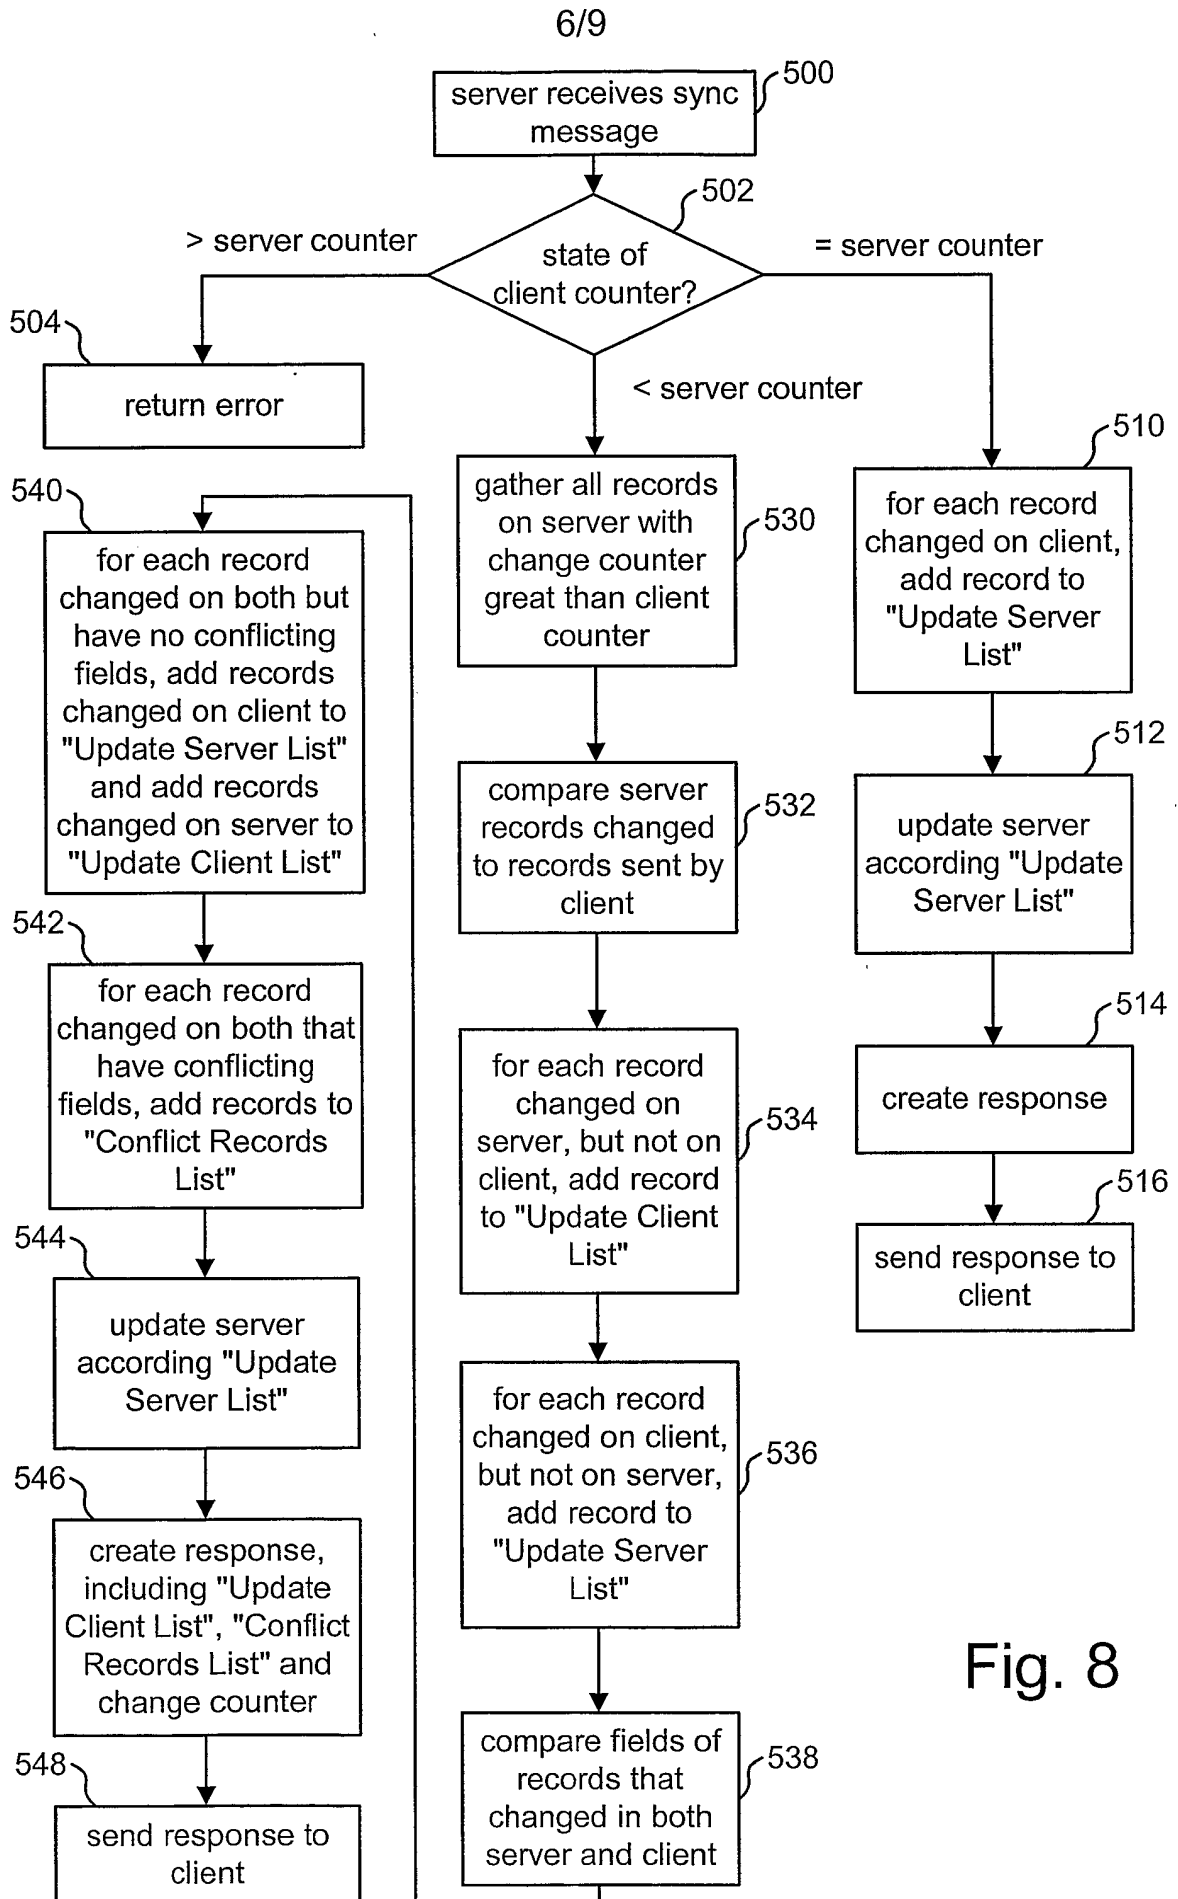 6/9
server receives sync
message
500
502
state of
client counter?
> server counter
= server counter
< server counter
504
return error
510
for each record
changed on client,
add record to
"Update Server
List"
512
update server
according "Update
Server List"
514
create response
516
send response to
client
530
gather all records
on server with
change counter
great than client
counter
532
compare server
records changed
to records sent by
client
534
for each record
changed on
server, but not on
client, add record
to "Update Client
List"
536
for each record
changed on client,
but not on server,
add record to
"Update Server
List"
538
compare fields of
records that
changed in both
server and client
540
for each record
changed on both but
have no conflicting
fields, add records
changed on client to
"Update Server List"
and add records
changed on server to
"Update Client List"
542
for each record
changed on both that
have conflicting
fields, add records to
"Conflict Records
List"
544
update server
according "Update
Server List"
546
create response,
including "Update
Client List", "Conflict
Records List" and
change counter
548
send response to
client
Fig. 8